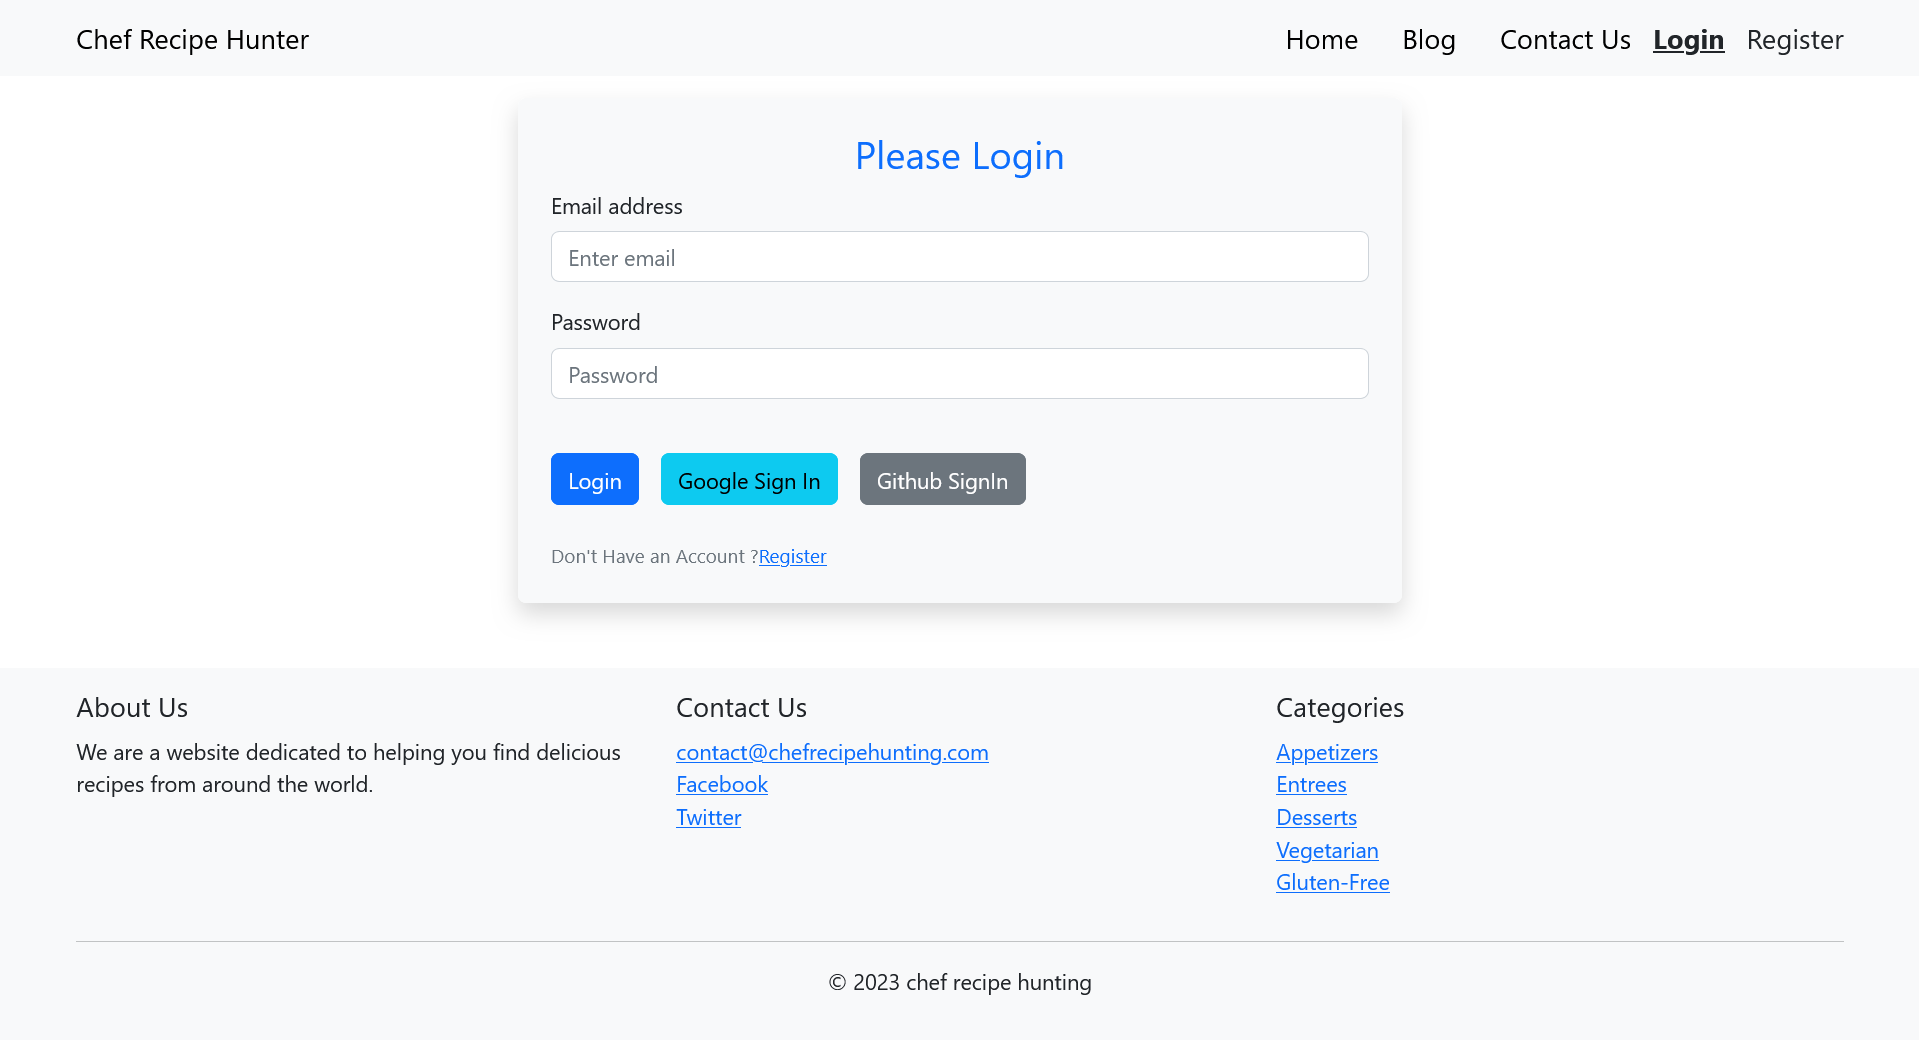 Chef Recipe Hunter
Home Blog Contact Us Login Register
Please Login
Email address
Enter email
Password
Password
Login Google Sign In Github SignIn
Don't Have an Account ?Register
About Us
We are a website dedicated to helping you find delicious
recipes from around the world.
Contact Us
contact@chefrecipehunting.com
Facebook
Twitter
Categories
Appetizers
Entrees
Desserts
Vegetarian
Gluten-Free
© 2023 chef recipe hunting